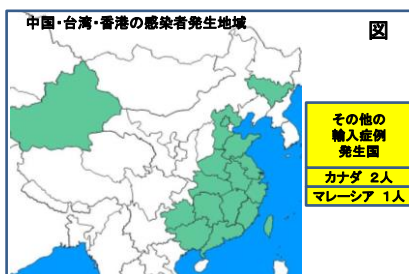 中国・台湾・香港の感染者発生地域
図
その他の
輸入症例
発生国
カナダ 2人
マレーシア 1人